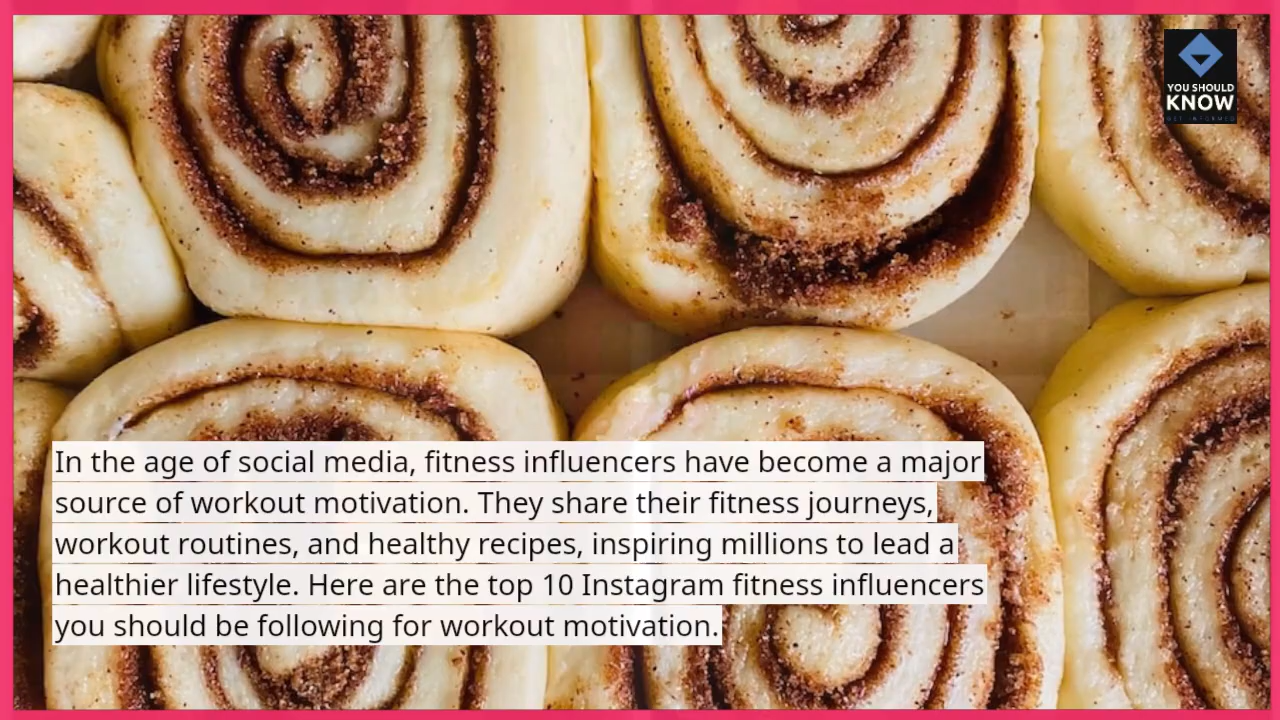 YOU SHOULD
KNOW
GET INFORMED
In the age of social media, fitness influencers have become a major
source of workout motivation. They share their fitness journeys,
workout routines, and healthy recipes, inspiring millions to lead a
healthier lifestyle. Here are the top 10 Instagram fitness influencers
you should be following for workout motivation.